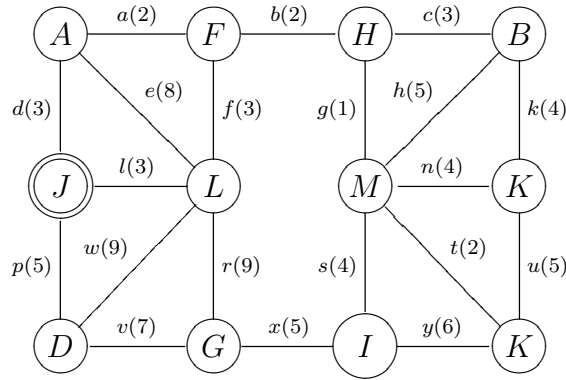 a(2) b(2) c(3)
A F H B
d(3) e(8) f(3) g(1) h(5) k(4)
l(3) n(4)
J L M K
p(5) w(9) r(9) s(4) t(2) u(5)
v(7) x(5) y(6)
D G I K